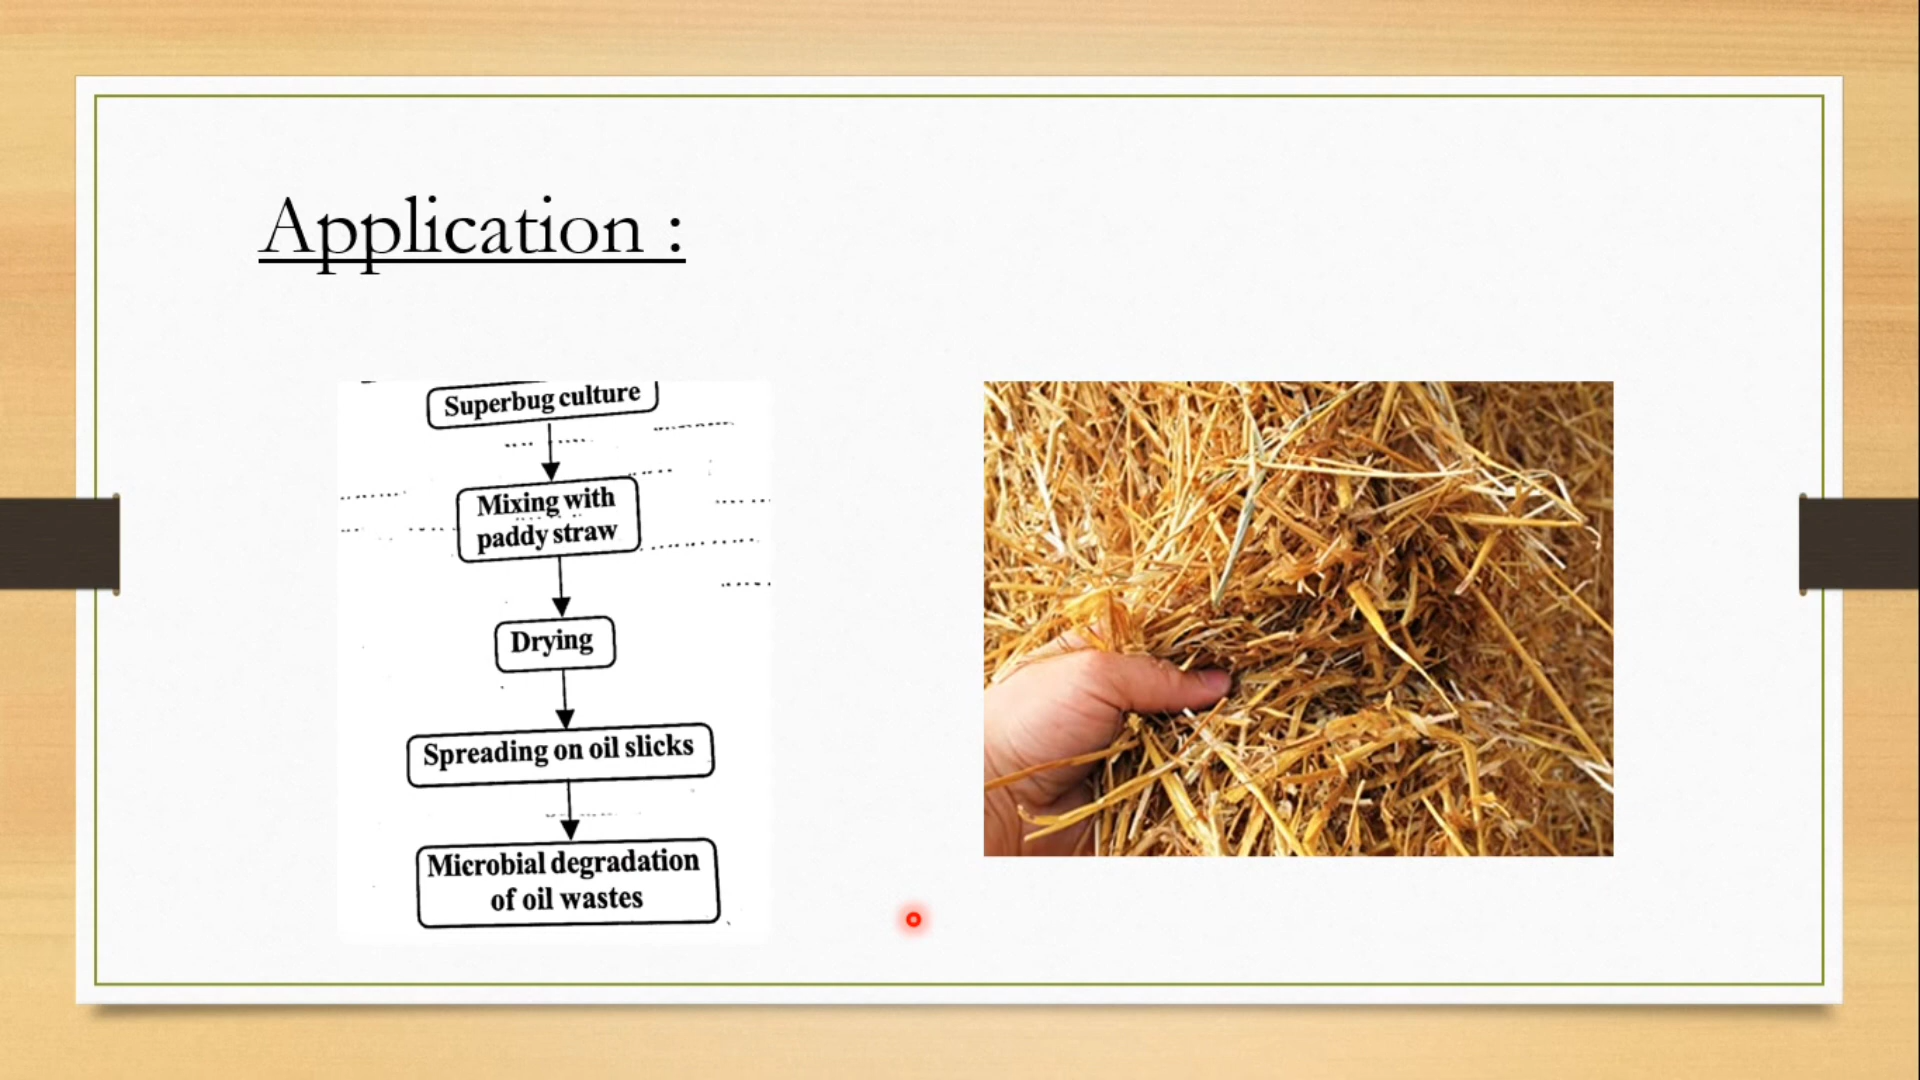 Application :
Superbug culture
Mixing with
paddy straw
Drying
Spreading on oil slicks
Microbial degradation
of oil wastes